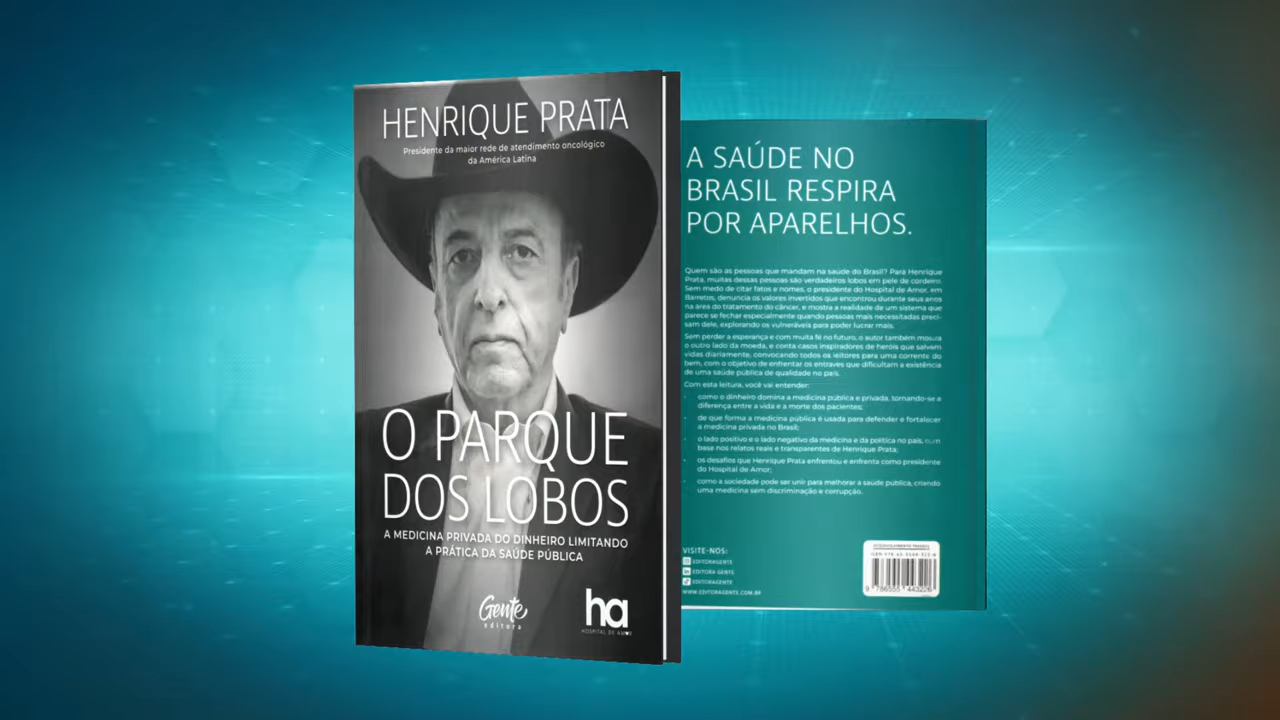 HENRIQUE PRATA
Presidente da maior rede de atendimento oncológico
da América Latina
O PARQUE
DOS LOBOS
A MEDICINA PRIVADA DO DINHEIRO LIMITANDO
A PRÁTICA DA SAÚDE PÚBLICA
Gente
editora
ha
HOSPITAL DE AMOR
A SAÚDE NO
BRASIL RESPIRA
POR APARELHOS.
Quem são as pessoas que mandam na saúde do Brasil? Para Henrique
Prata, muitas dessas pessoas são verdadeiros lobos em pele de cordeiro.
Sem medo de citar fatos e nomes, o presidente do Hospital de Amor, em
Barretos, denuncia os valores invertidos que encontrou durante seus anos
na área do tratamento do câncer, e mostra a realidade de um sistema que
parece se fechar especialmente quando pessoas mais necessitadas preci-
sam dele, explorando os vulneráveis para poder lucrar mais.
Sem perder a esperança e com muita fé no futuro, o autor também mostra
o outro lado da moeda, e conta casos inspiradores de heróis que salvam
vidas diariamente, convocando todos os leitores para uma corrente do
bem, com o objetivo de enfrentar os entraves que dificultam a existência
de uma saúde pública de qualidade no país.
Com esta leitura, você vai entender:
· como o dinheiro domina a medicina pública e privada, tornando-se a
diferença entre a vida e a morte dos pacientes;
· de que forma a medicina pública é usada para defender e fortalecer
a medicina privada no Brasil;
· o lado positivo e o lado negativo da medicina e da política no país, com
base nos relatos reais e transparentes de Henrique Prata;
· os desafios que Henrique Prata enfrentou e enfrenta como presidente
do Hospital de Amor;
· como a sociedade pode se unir para melhorar a saúde pública, criando
uma medicina sem discriminação e corrupção.
VISITE-NOS:
EDITORAGENTE
EDITORA GENTE
EDITORAGENTE
WWW.EDITORAGENTE.COM.BR
9 786555 443226